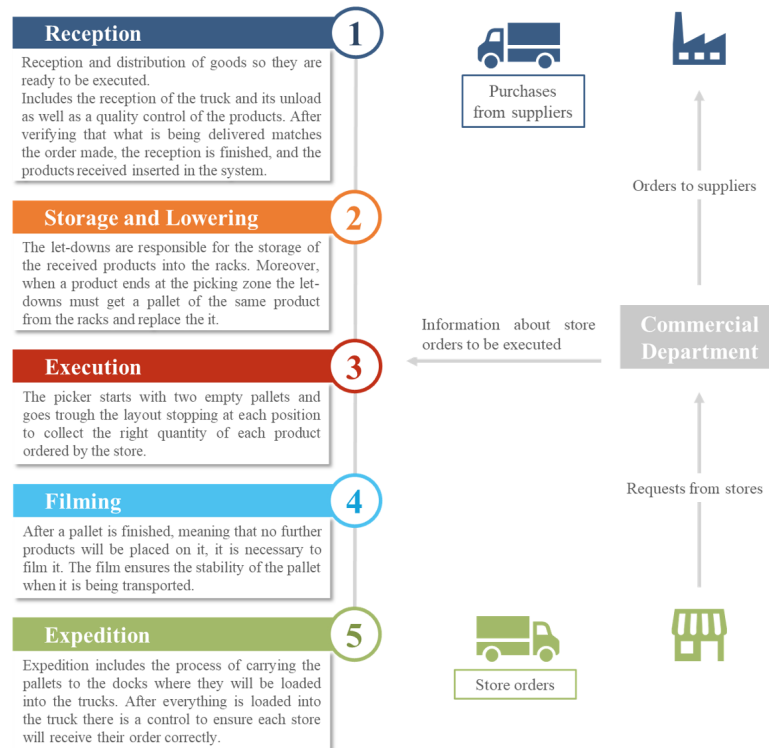 Reception
1
Reception and distribution of goods so they are
ready to be executed.
Includes the reception of the truck and its unload
as well as a quality control of the products. After
verifying that what is being delivered matches
the order made, the reception is finished, and the
products received inserted in the system.
Storage and Lowering
2
The let-downs are responsible for the storage of
the received products into the racks. Moreover,
when a product ends at the picking zone the let-
downs must get a pallet of the same product
from the racks and replace the it.
Execution
3
The picker starts with two empty pallets and
goes trough the layout stopping at each position
to collect the right quantity of each product
ordered by the store.
Filming
4
After a pallet is finished, meaning that no further
products will be placed on it, it is necessary to
film it. The film ensures the stability of the pallet
when it is being transported.
Expedition
5
Expedition includes the process of carrying the
pallets to the docks where they will be loaded
into the trucks. After everything is loaded into
the truck there is a control to ensure each store
will receive their order correctly.
Purchases
from suppliers
Orders to suppliers
Information about store
orders to be executed
Commercial
Department
Requests from stores
Store orders